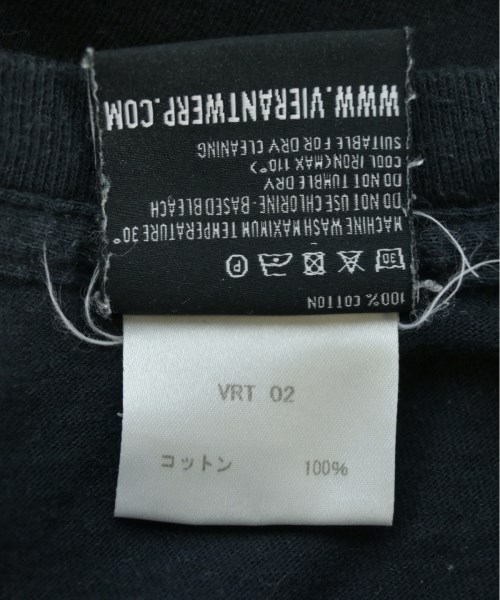 100% COTTON
30 P
MACHINE WASH MAXIMUM TEMPERATURE 30°
DO NOT USE CHLORINE-BASED BLEACH
DO NOT TUMBLE DRY
COOL IRON (MAX 110°)
SUITABLE FOR DRY CLEANING
WWW.VIERANTWERP.COM
VRT 02
コットン 100%